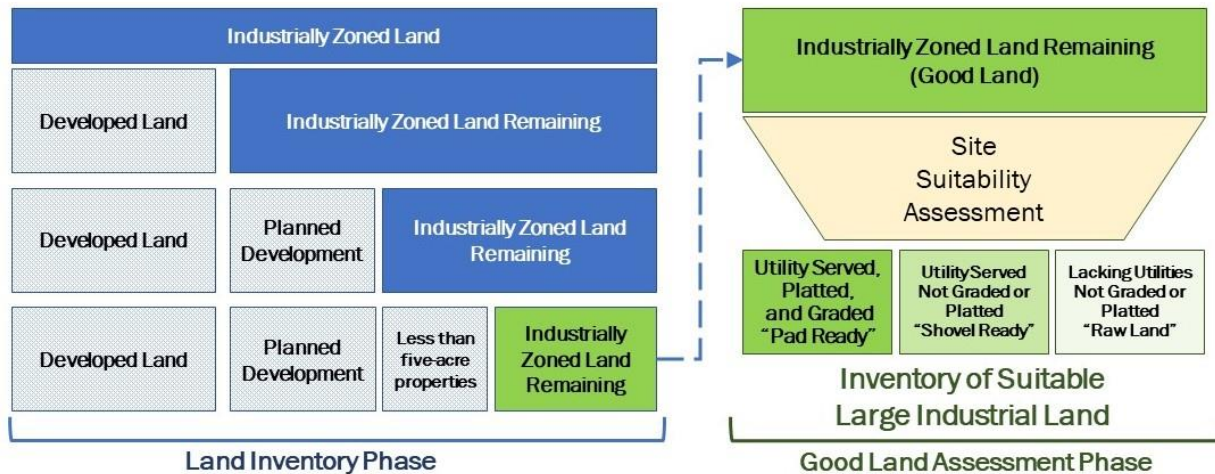 Industrially Zoned Land
Developed Land
Industrially Zoned Land Remaining
Developed Land
Planned
Development
Industrially Zoned Land
Remaining
Developed Land
Planned
Development
Less than
five-acre
properties
Industrially
Zoned Land
Remaining
Land Inventory Phase
Industrially Zoned Land Remaining
(Good Land)
Site
Suitability
Assessment
Utility Served,
Platted,
and Graded
“Pad Ready”
Utility Served
Not Graded or
Platted
“Shovel Ready”
Lacking Utilities
Not Graded or
Platted
“Raw Land”
Inventory of Suitable
Large Industrial Land
Good Land Assessment Phase